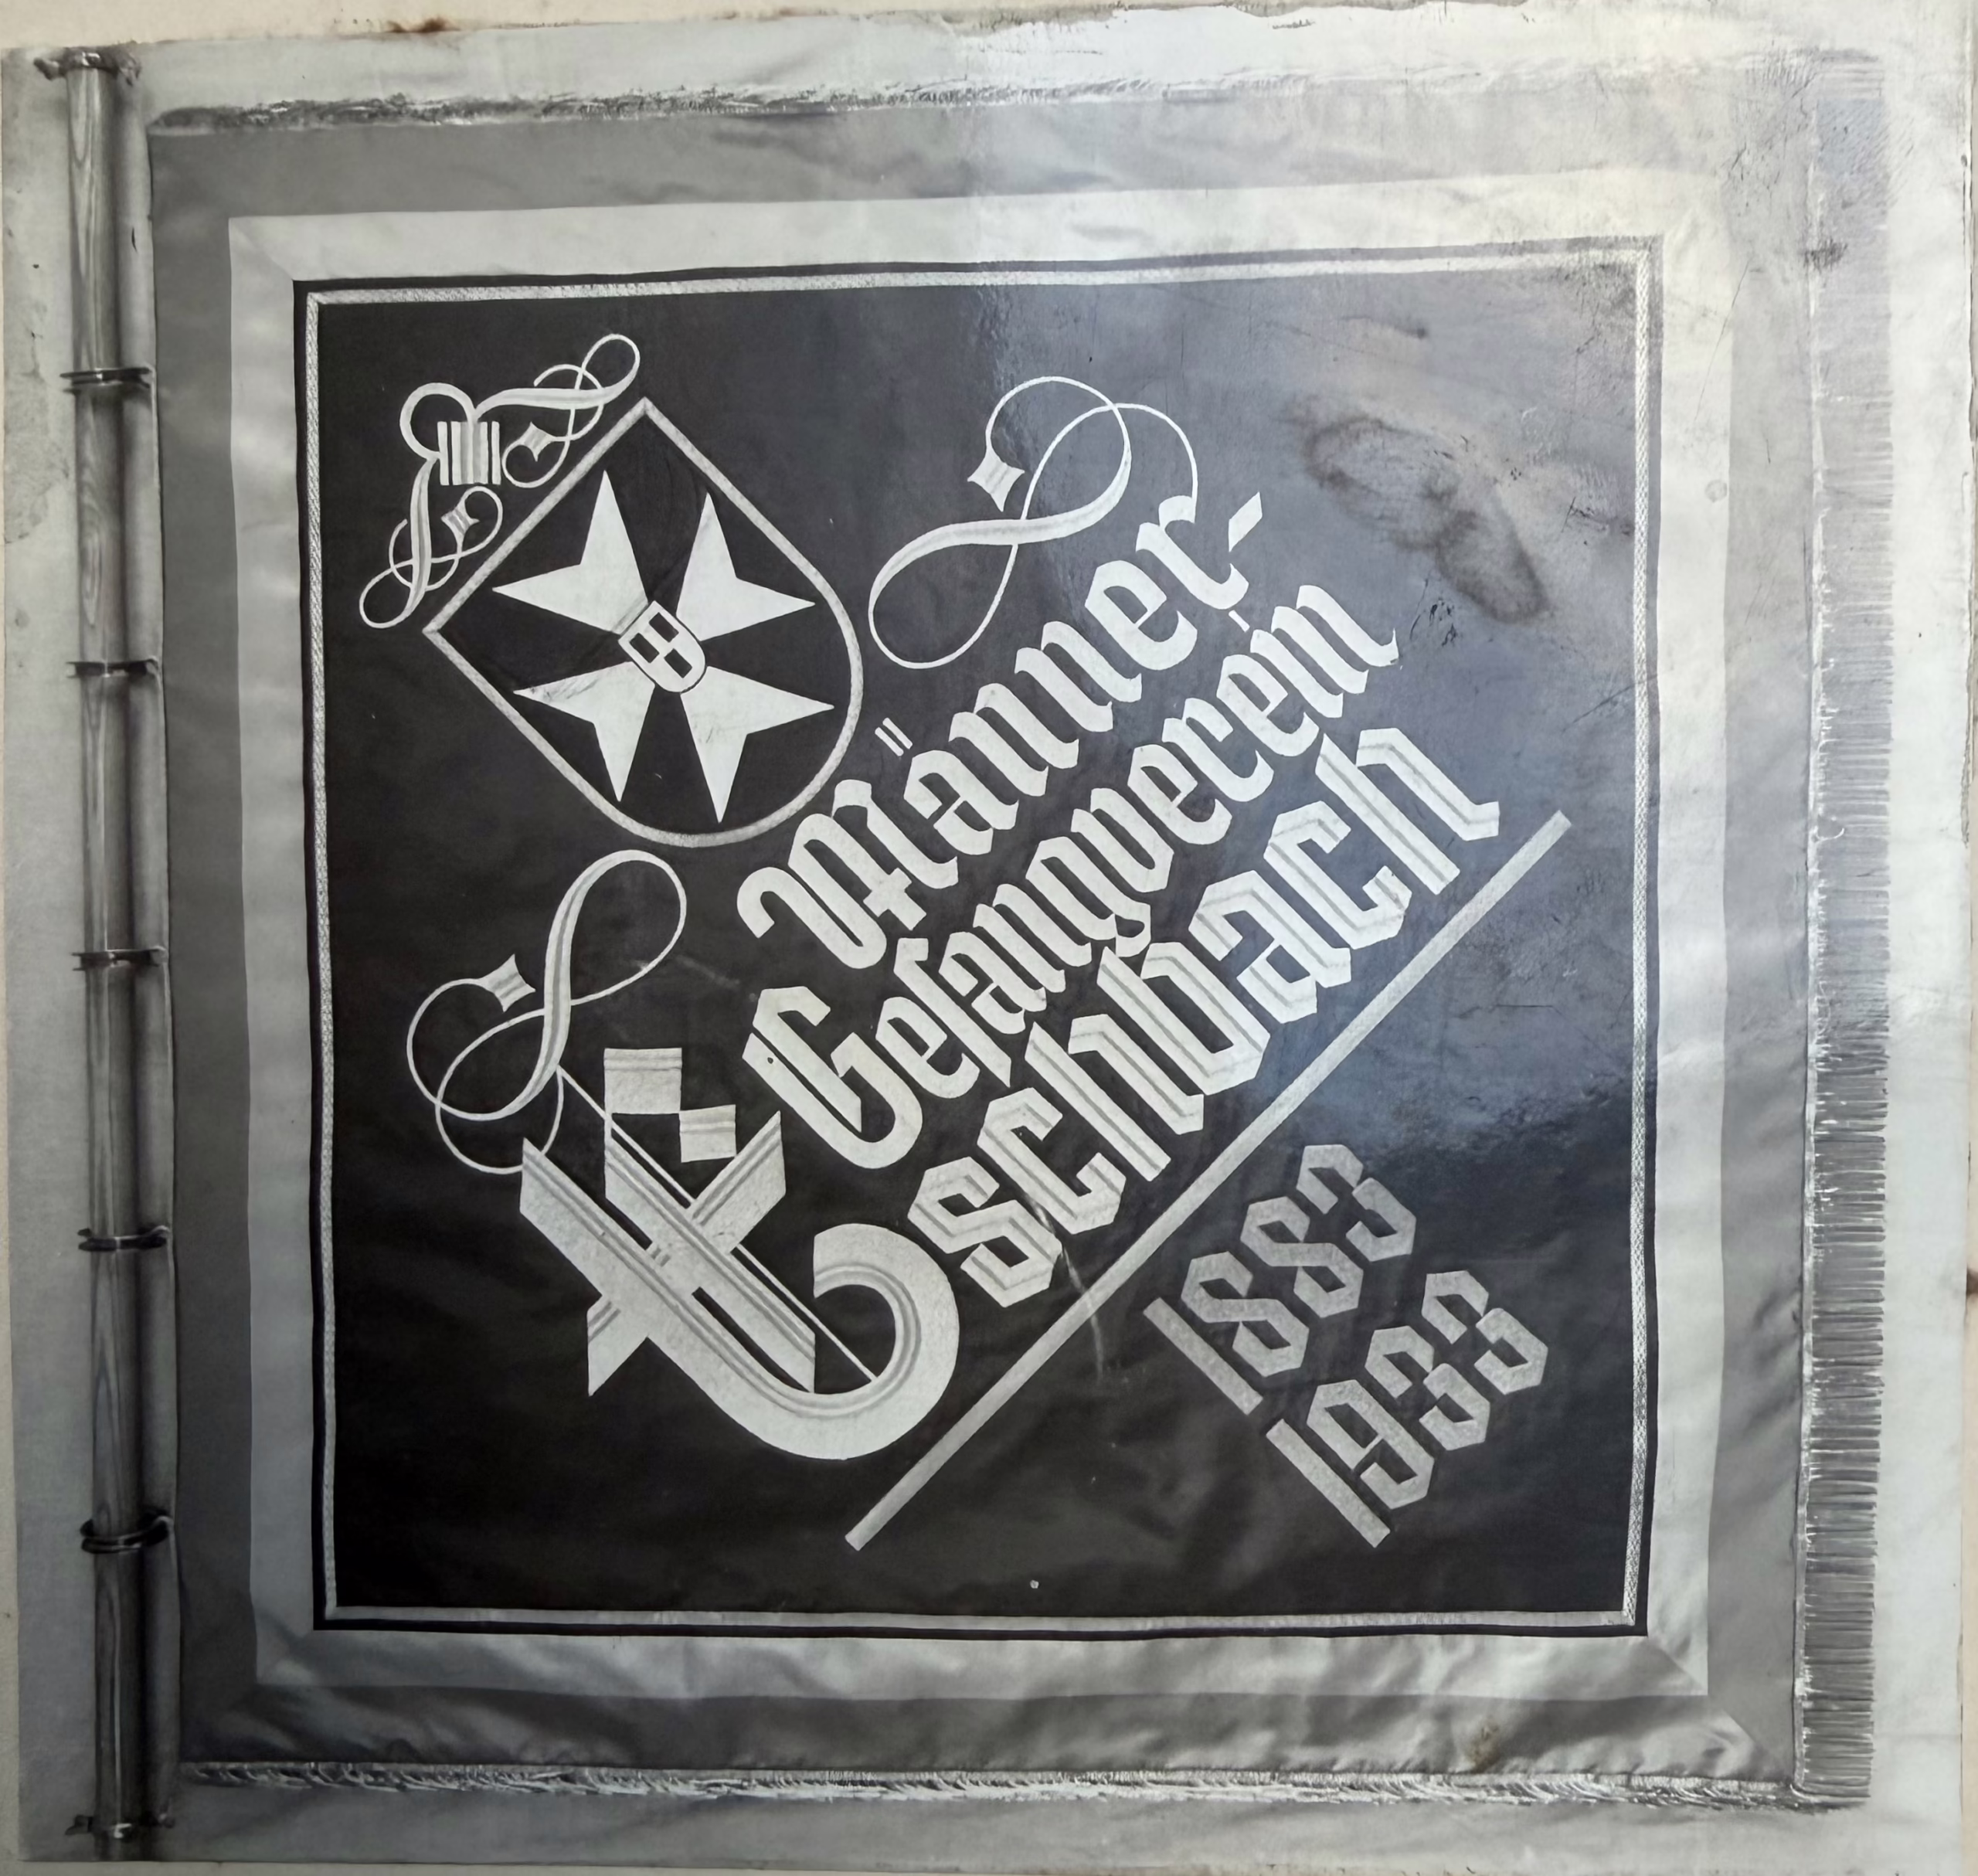 Männer-
Gesangverein
Eschbach
1883
1933